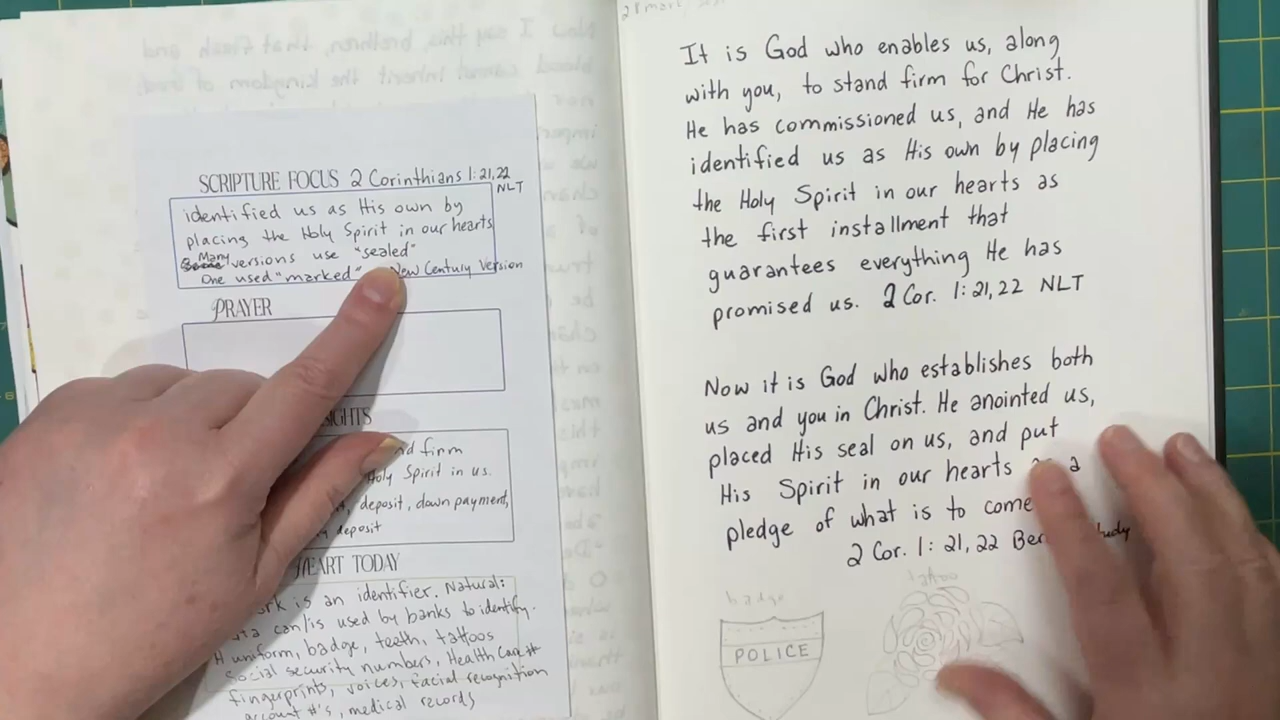 SCRIPTURE FOCUS 2 Corinthians 1:21,22
NLT
identified us as His own by
placing the Holy Spirit in our hearts
Many versions use "sealed"
One used "marked" New Century Version
PRAYER
firm
Holy Spirit in us.
deposit, down payment,
deposit
HEART TODAY
is an identifier. Natural:
can/is used by banks to identify.
uniform, badge, teeth, tattoos
Social security numbers, Health Care #
fingerprints, voices, facial recognition
account #'s, medical records
It is God who enables us, along
with you, to stand firm for Christ.
He has commissioned us, and He has
identified us as His own by placing
the Holy Spirit in our hearts as
the first installment that
guarantees everything He has
promised us. 2 Cor. 1:21,22 NLT
Now it is God who establishes both
us and you in Christ. He anointed us,
placed His seal on us, and put
His Spirit in our hearts as a
pledge of what is to come
2 Cor. 1:21,22
badge
tattoo
POLICE